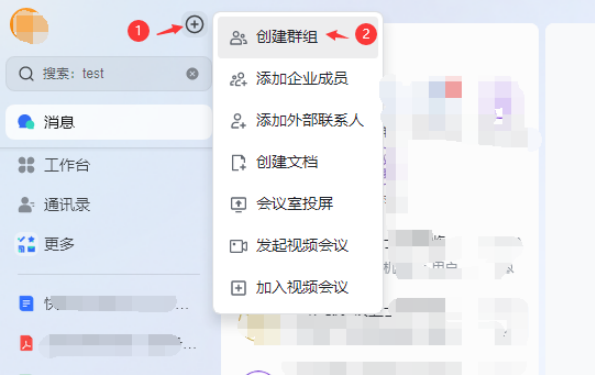 1
2
创建群组
搜索：test
添加企业成员
消息
添加外部联系人
工作台
创建文档
通讯录
会议室投屏
更多
发起视频会议
加入视频会议